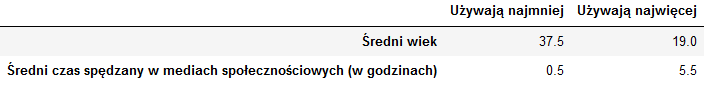 Używają najmniej Używają najwięcej
Średni wiek 37.5 19.0
Średni czas spędzany w mediach społecznościowych (w godzinach) 0.5 5.5